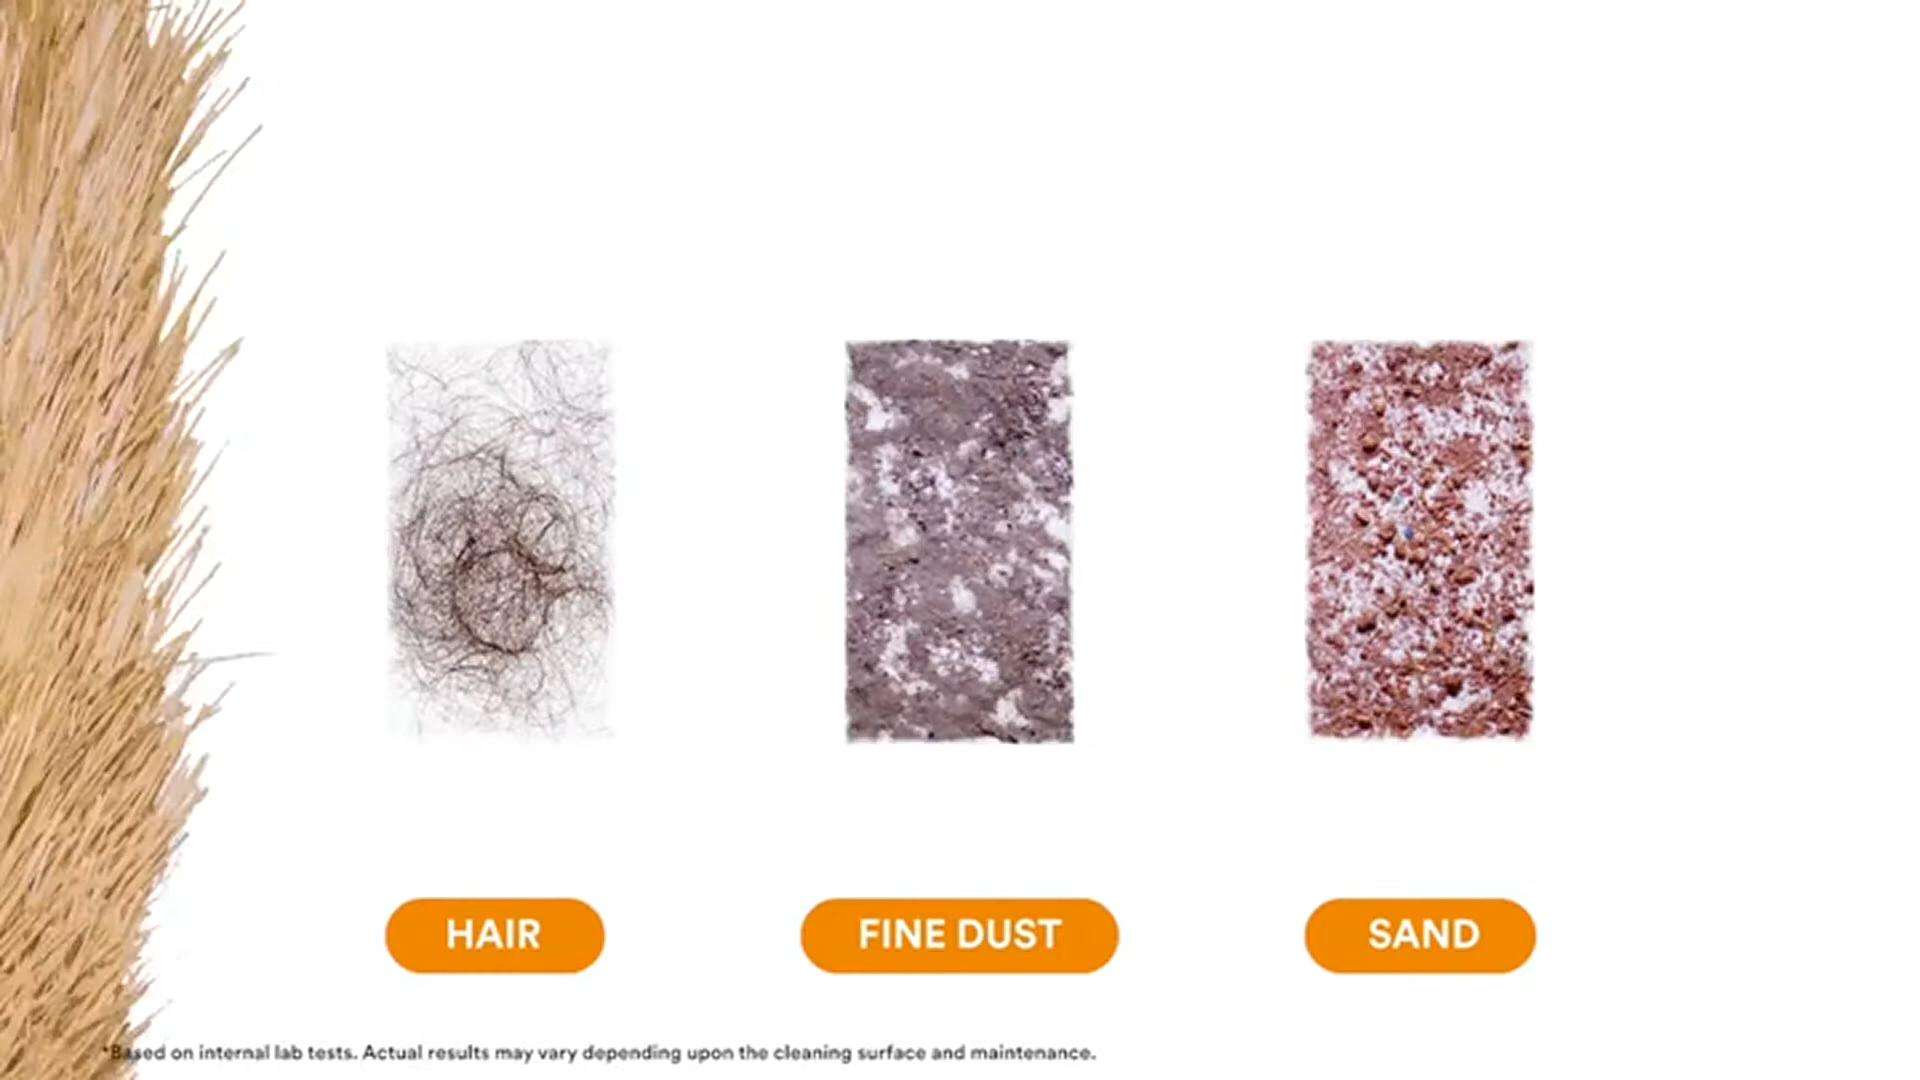 HAIR
FINE DUST
SAND
*Based on internal lab tests. Actual results may vary depending upon the cleaning surface and maintenance.